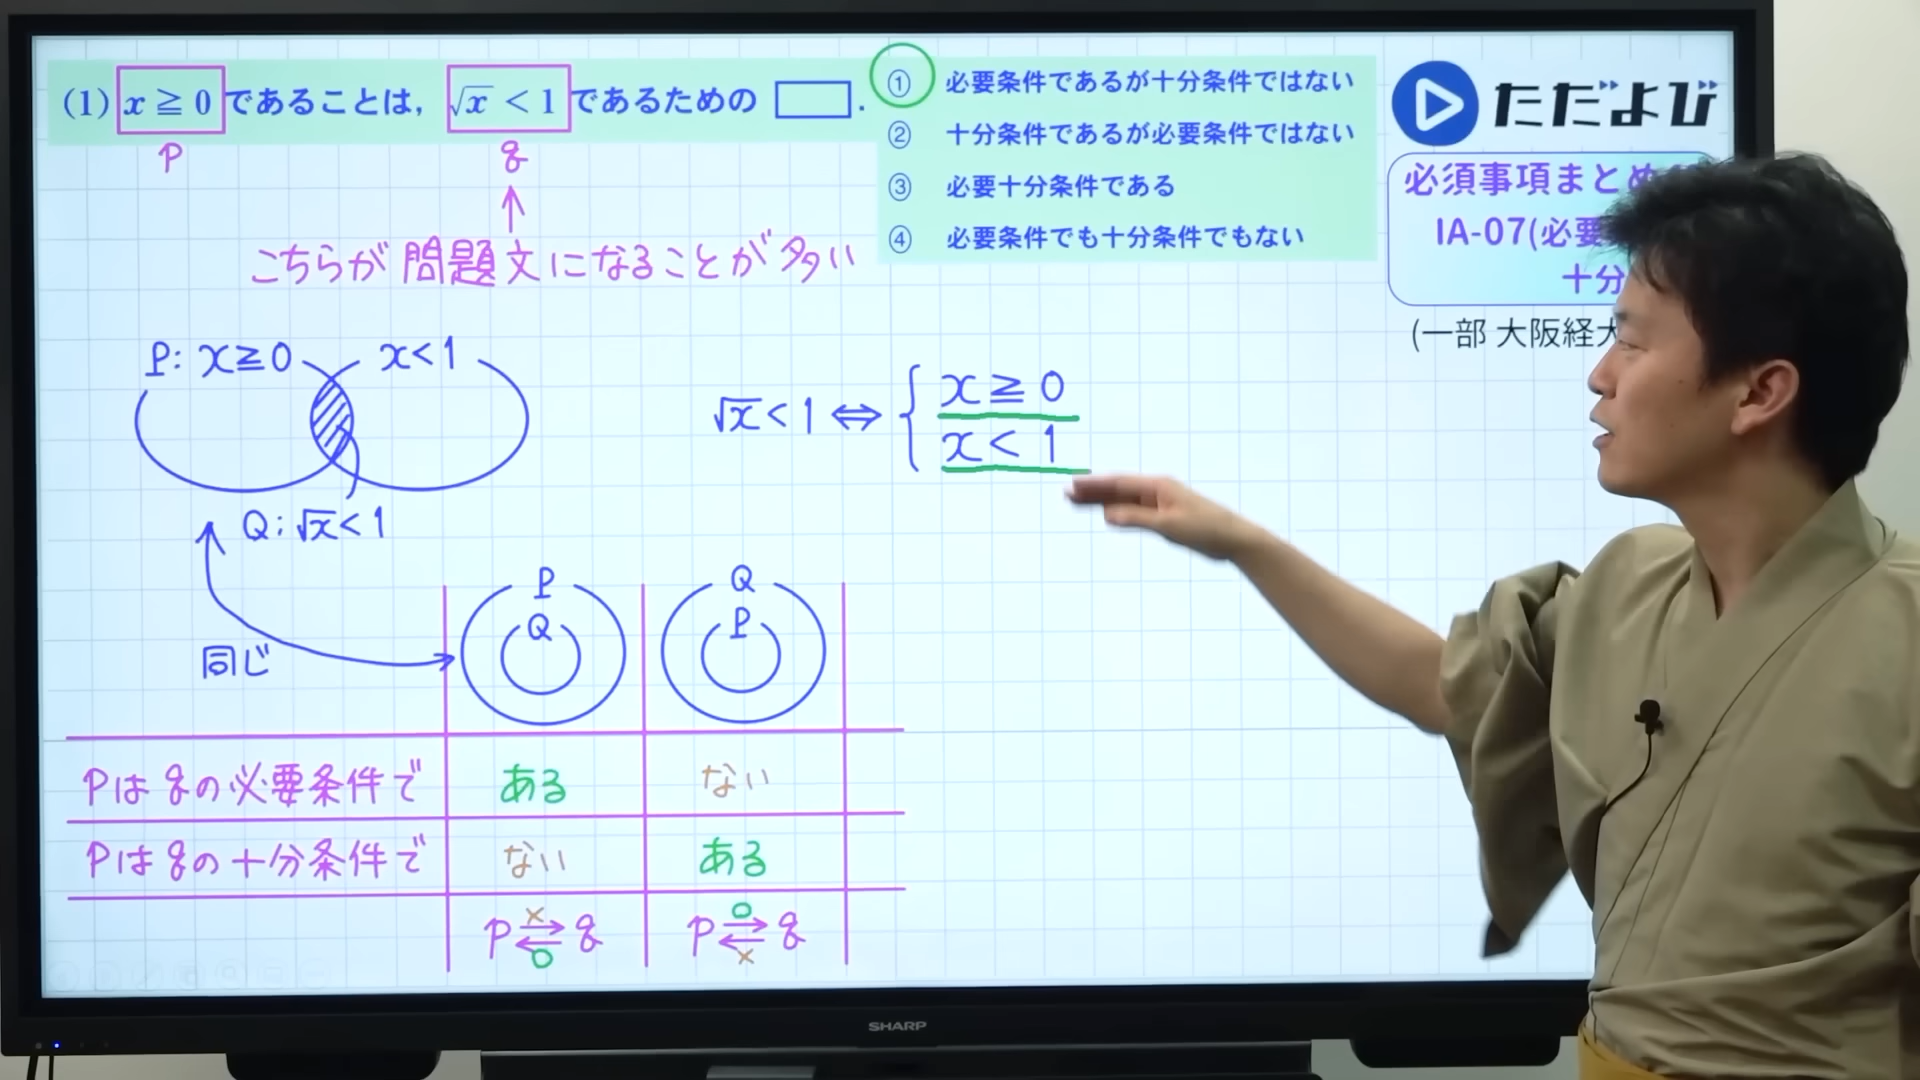 (1) x ≧ 0 であることは, √x < 1 であるための □.
① 必要条件であるが十分条件ではない
② 十分条件であるが必要条件ではない
③ 必要十分条件である
④ 必要条件でも十分条件でもない
ただよび
必須事項まとめ
IA-07(必要
十分
(一部 大阪経大
p
q
↑
こちらが問題文になることが多い
P: x≧0
x<1
Q: √x<1
同じ
√x<1 ⇔ { x≧0
x<1
P
Q
Q
P
pはqの必要条件で ある ない
pはqの十分条件で ない ある
p ×→ ←○ q
p ○→ ←× q
SHARP